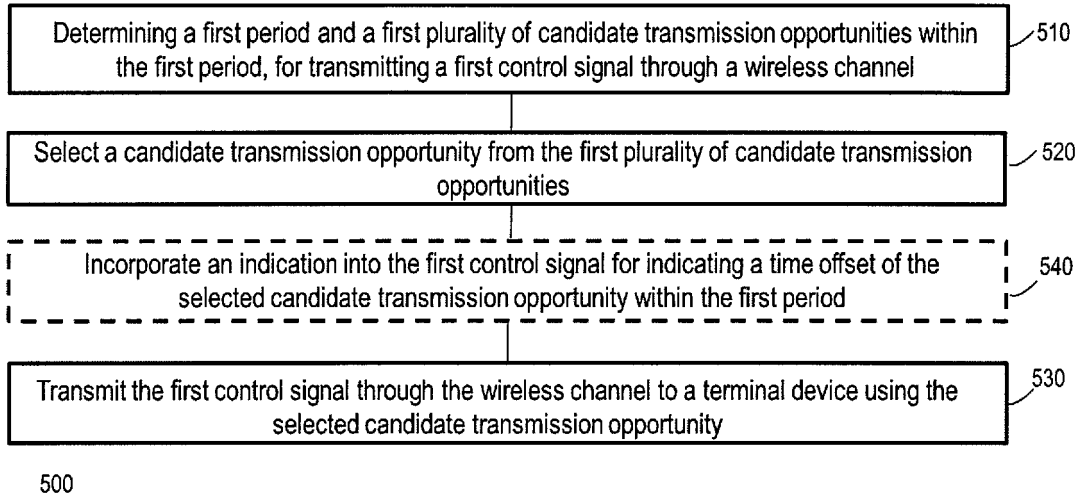 Determining a first period and a first plurality of candidate transmission opportunities within
the first period, for transmitting a first control signal through a wireless channel
510
Select a candidate transmission opportunity from the first plurality of candidate transmission
opportunities
520
Incorporate an indication into the first control signal for indicating a time offset of the
selected candidate transmission opportunity within the first period
540
Transmit the first control signal through the wireless channel to a terminal device using the
selected candidate transmission opportunity
530
500